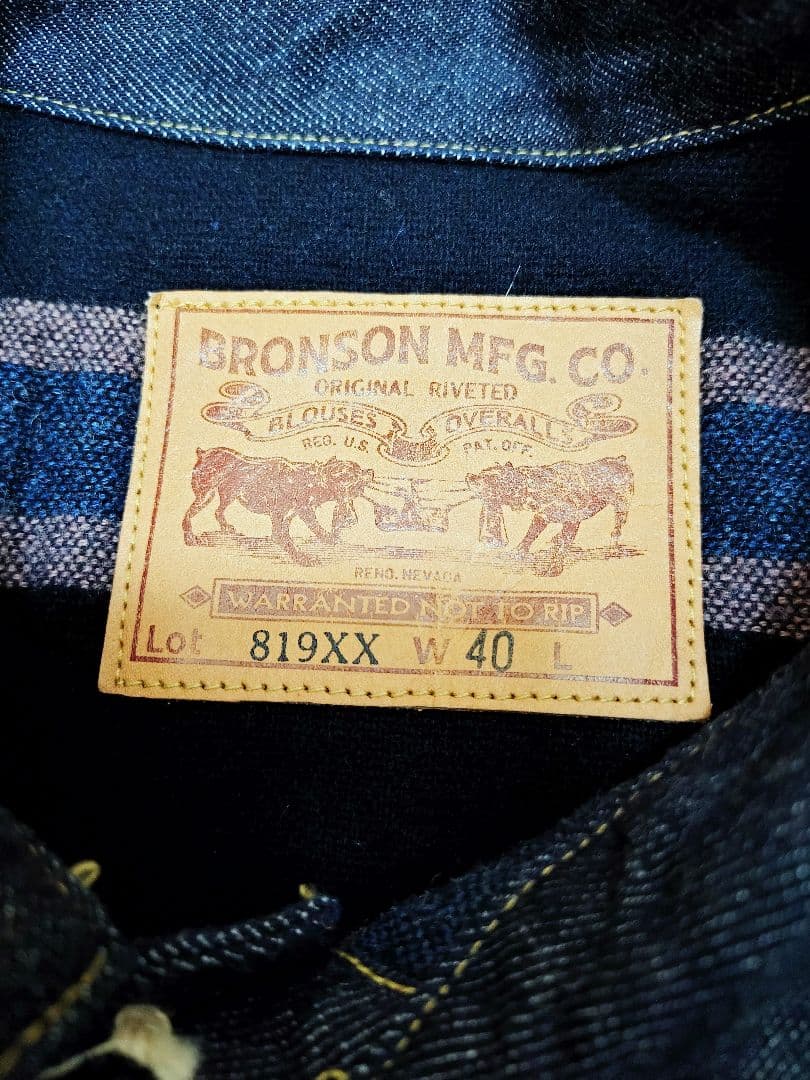 BRONSON MFG. CO.
ORIGINAL RIVETED
BLOUSES OVERALLS
REG. U.S. PAT. OFF.
RENO. NEVADA
WARRANTED NOT TO RIP
Lot 819XX W 40 L